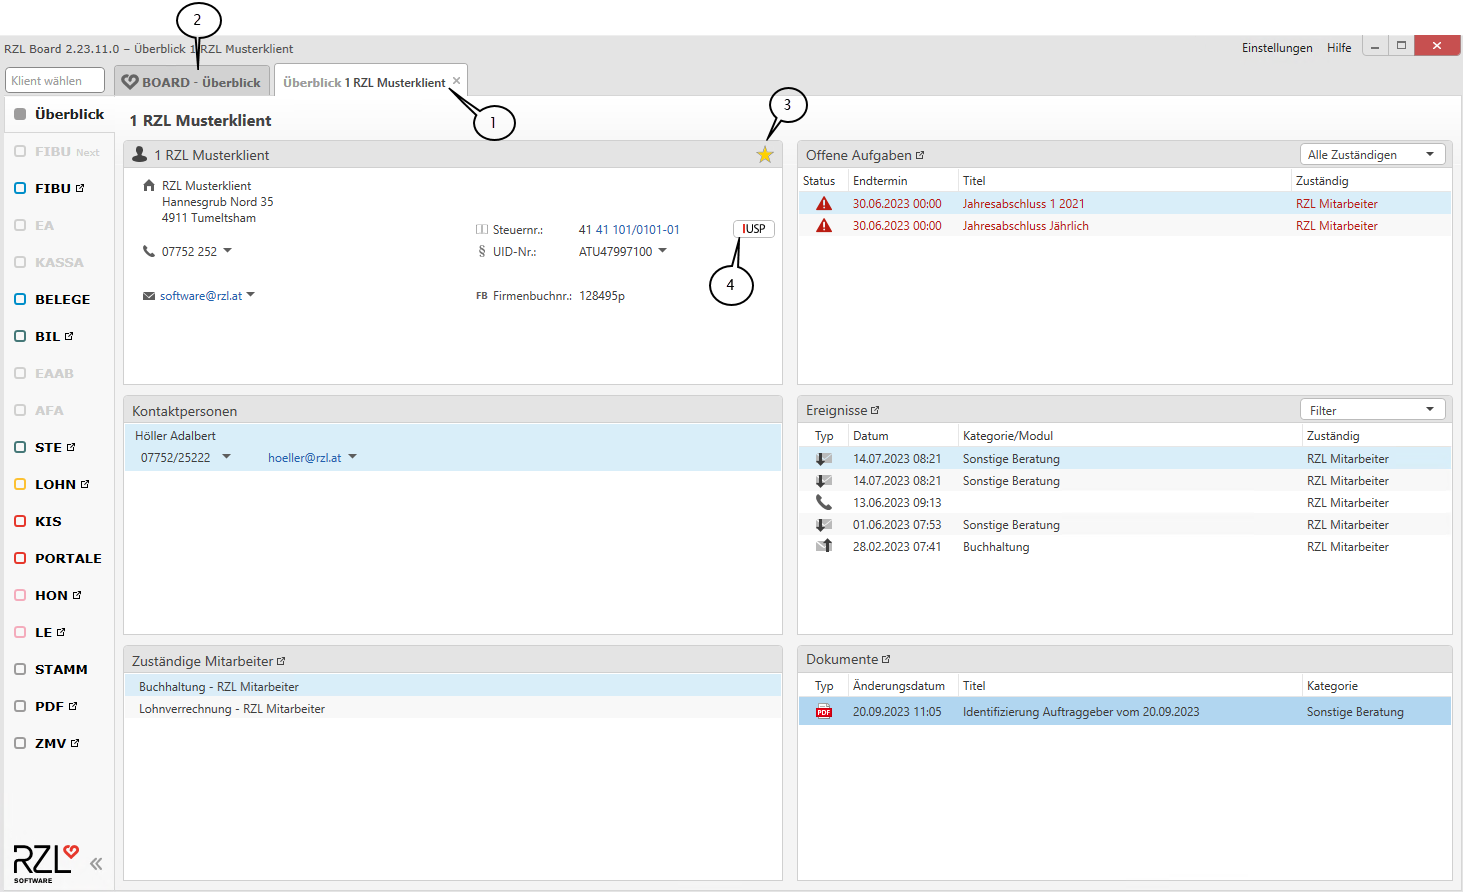 2
RZL Board 2.23.11.0 – Überblick 1 RZL Musterklient
Einstellungen Hilfe
Klient wählen
BOARD - Überblick
Überblick 1 RZL Musterklient
1
3
Überblick
FIBU Next
FIBU
EA
KASSA
BELEGE
BIL
EAAB
AFA
STE
LOHN
KIS
PORTALE
HON
LE
STAMM
PDF
ZMV
RZL
SOFTWARE
1 RZL Musterklient
1 RZL Musterklient
RZL Musterklient
Hannesgrub Nord 35
4911 Tumeltsham
07752 252
software@rzl.at
Steuernr.: 41 41 101/0101-01
§ UID-Nr.: ATU47997100
FB Firmenbuchnr.: 128495p
IUSP
4
Offene Aufgaben
Alle Zuständigen
Status Endtermin Titel Zuständig
30.06.2023 00:00 Jahresabschluss 1 2021 RZL Mitarbeiter
30.06.2023 00:00 Jahresabschluss Jährlich RZL Mitarbeiter
Kontaktpersonen
Höller Adalbert
07752/25222 hoeller@rzl.at
Ereignisse
Filter
Typ Datum Kategorie/Modul Zuständig
14.07.2023 08:21 Sonstige Beratung RZL Mitarbeiter
14.07.2023 08:21 Sonstige Beratung RZL Mitarbeiter
13.06.2023 09:13 RZL Mitarbeiter
01.06.2023 07:53 Sonstige Beratung RZL Mitarbeiter
28.02.2023 07:41 Buchhaltung RZL Mitarbeiter
Zuständige Mitarbeiter
Buchhaltung - RZL Mitarbeiter
Lohnverrechnung - RZL Mitarbeiter
Dokumente
Typ Änderungsdatum Titel Kategorie
PDF 20.09.2023 11:05 Identifizierung Auftraggeber vom 20.09.2023 Sonstige Beratung